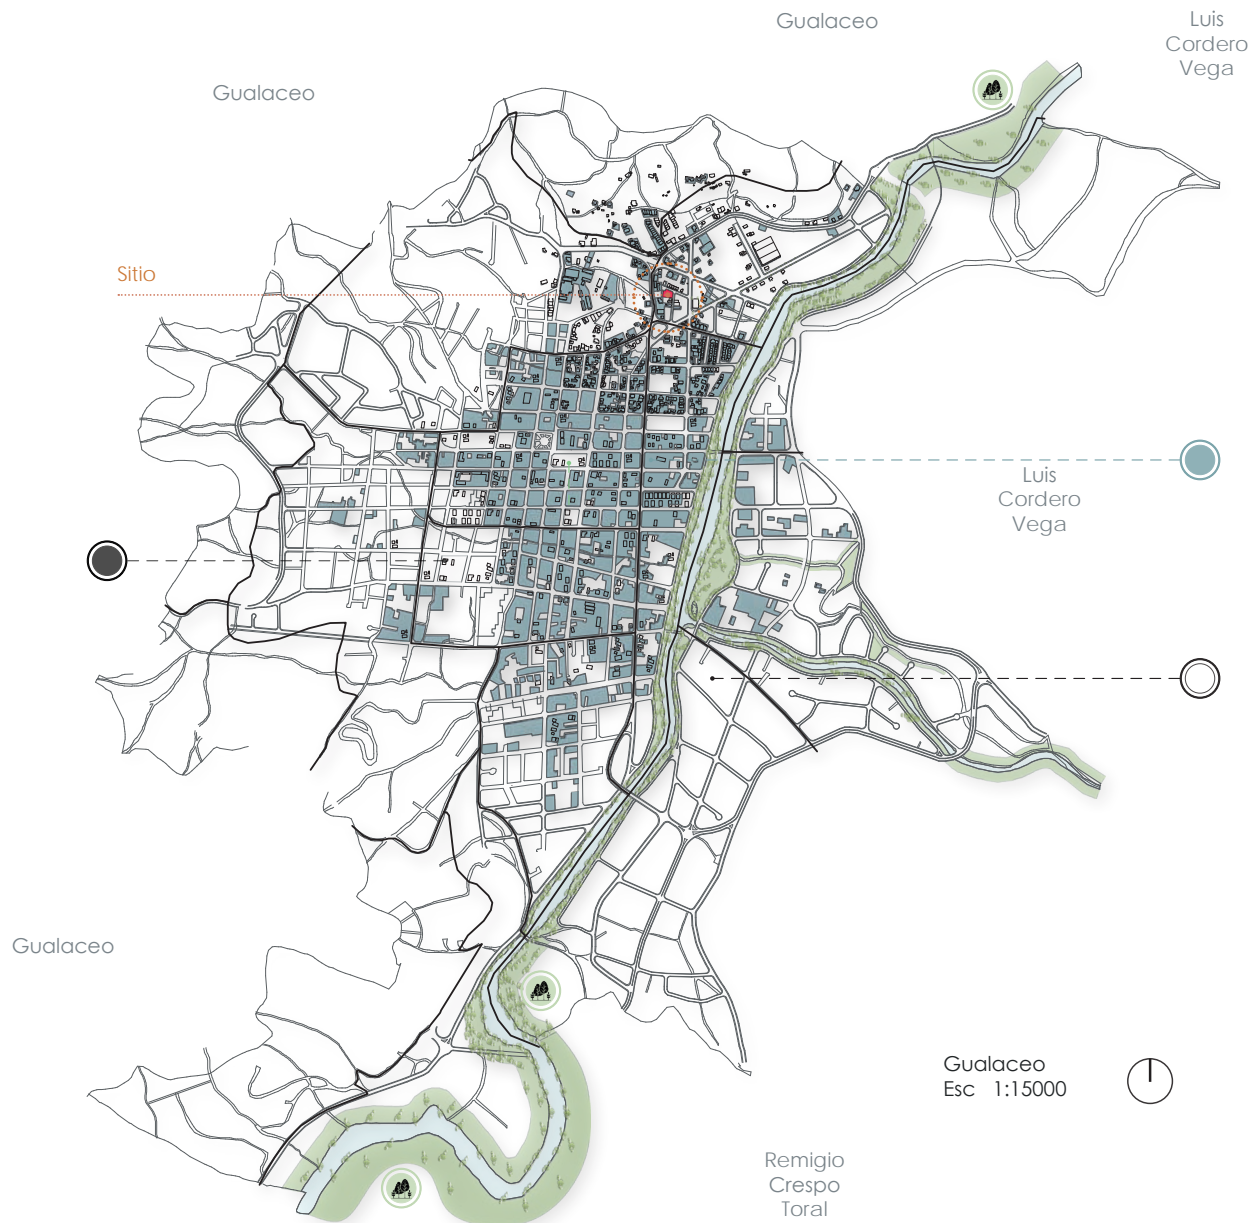 Gualaceo
Luis
Cordero
Vega
Gualaceo
Sitio
Luis
Cordero
Vega
Gualaceo
Gualaceo
Esc 1:15000
Remigio
Crespo
Toral